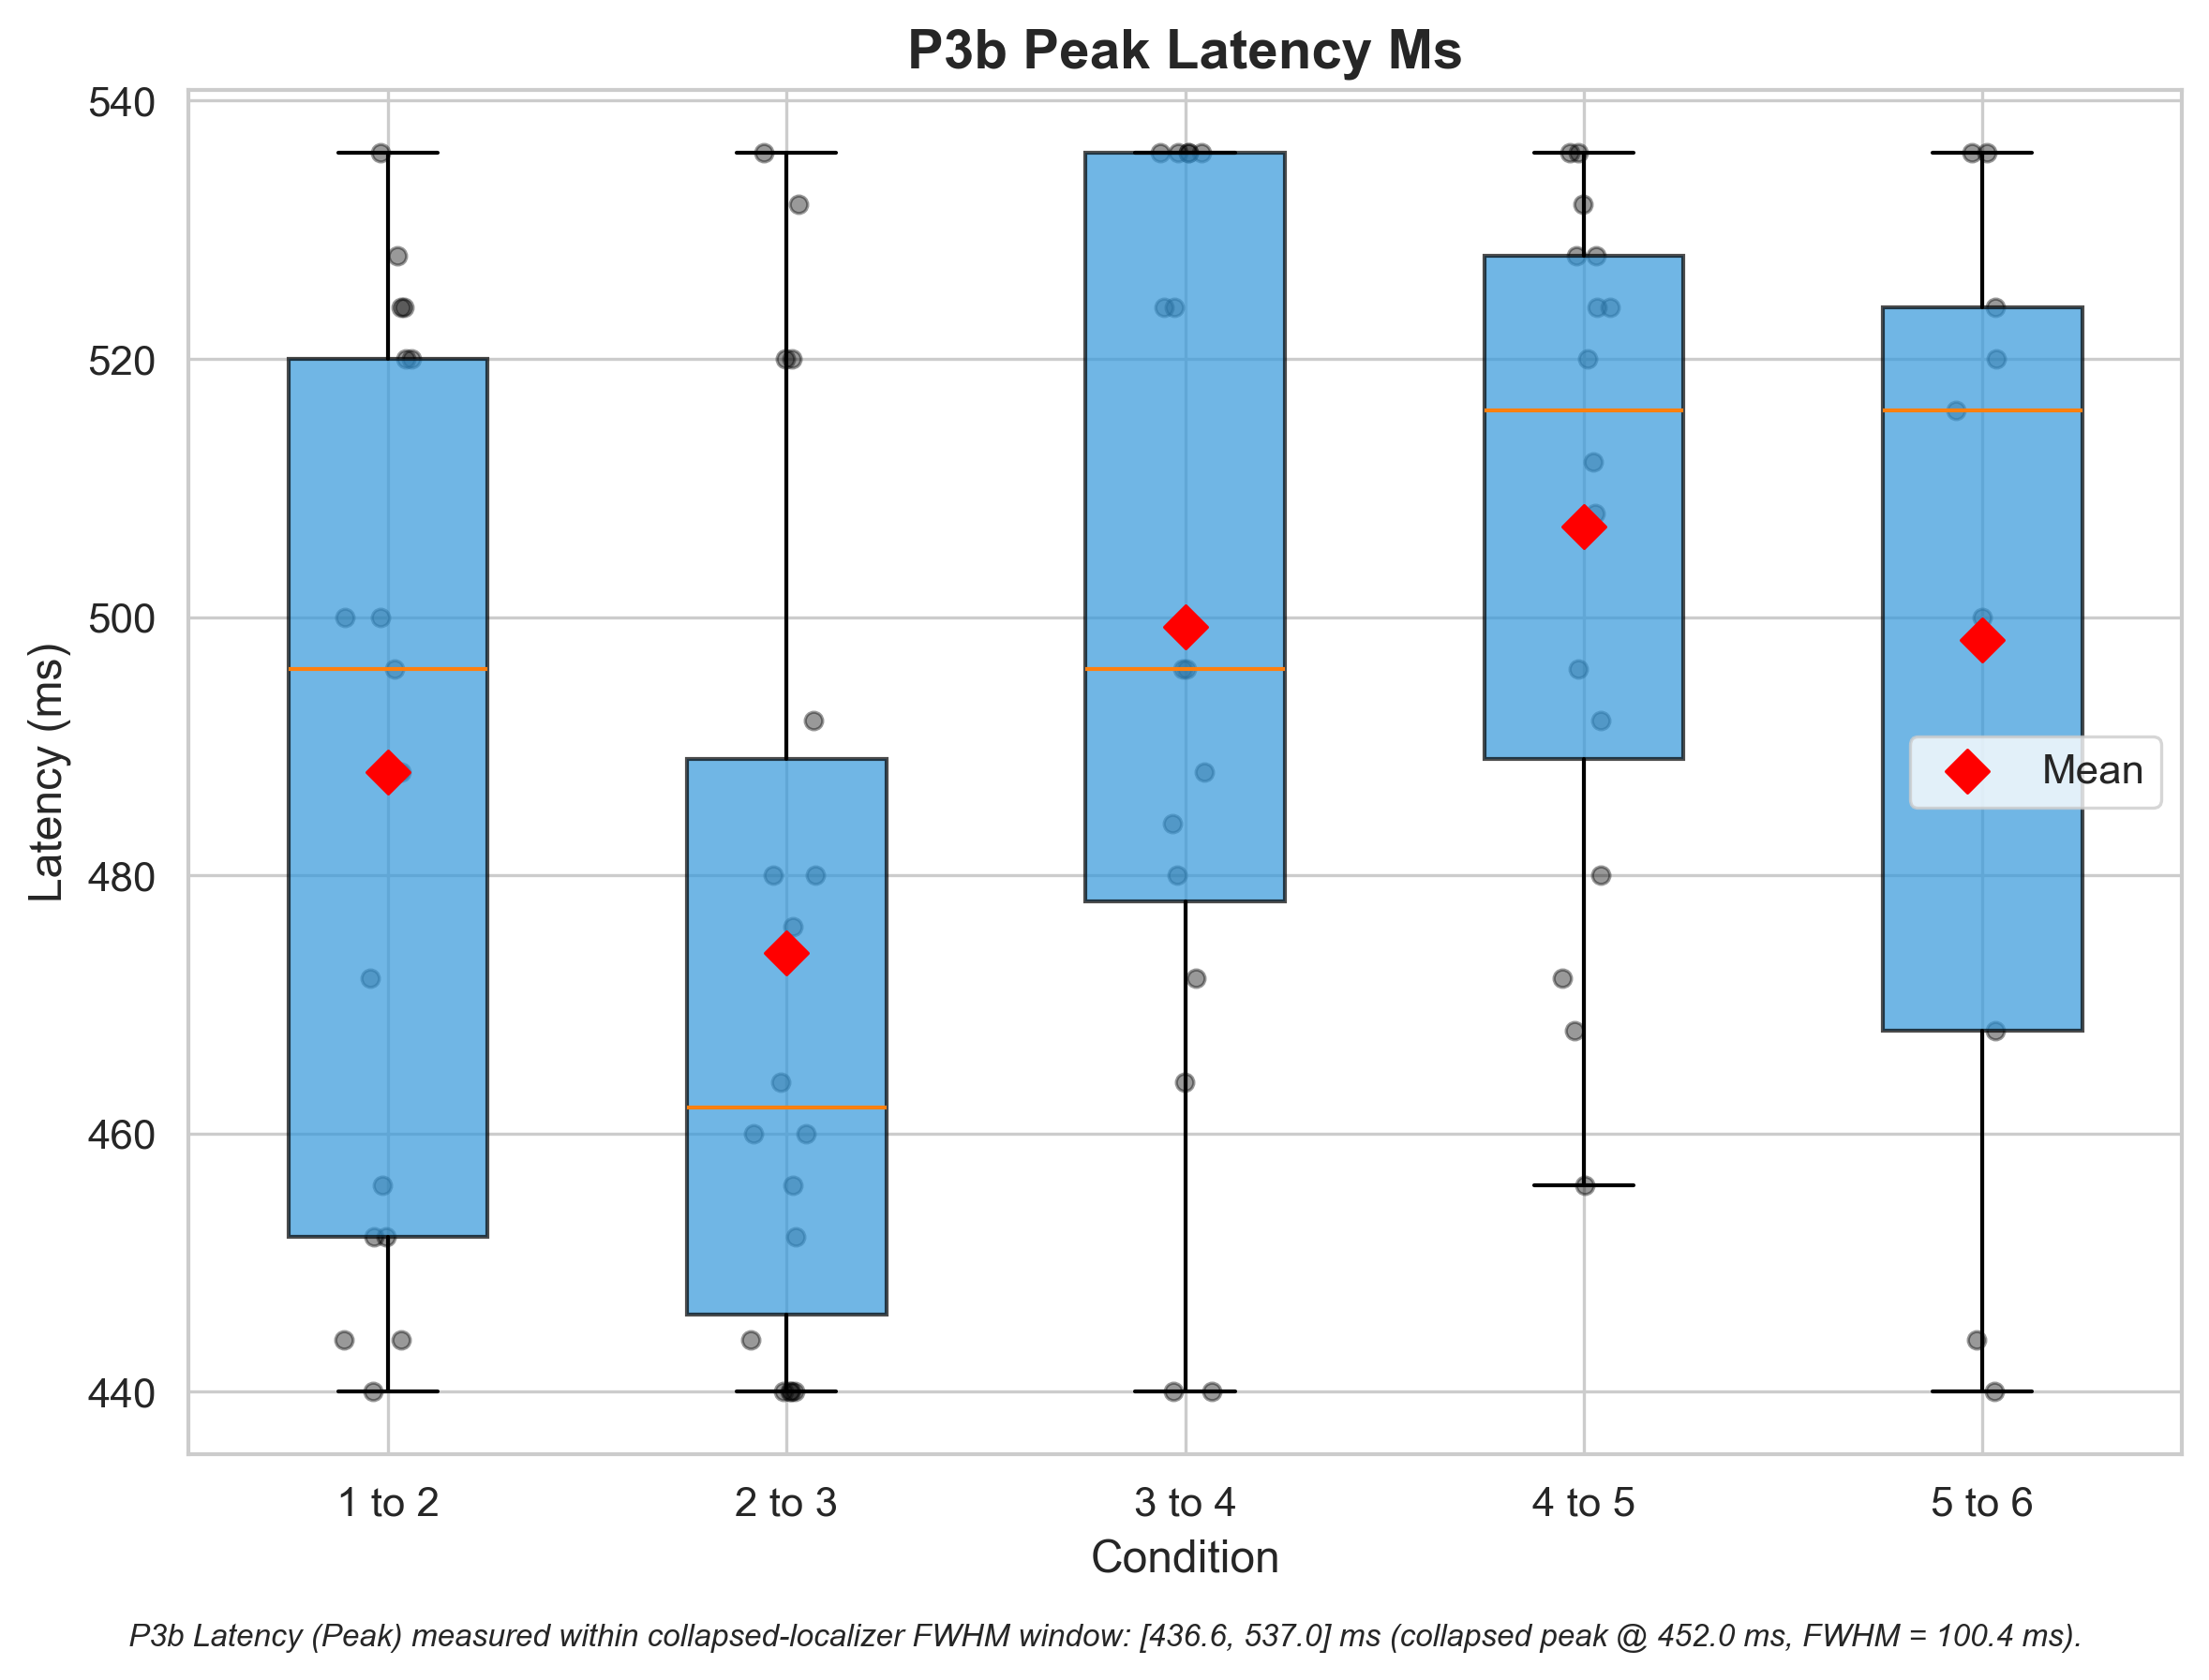 P3b Peak Latency Ms
540
520
500
480
460
440
Latency (ms)
Mean
1 to 2
2 to 3
3 to 4
4 to 5
5 to 6
Condition
P3b Latency (Peak) measured within collapsed-localizer FWHM window: [436.6, 537.0] ms (collapsed peak @ 452.0 ms, FWHM = 100.4 ms).